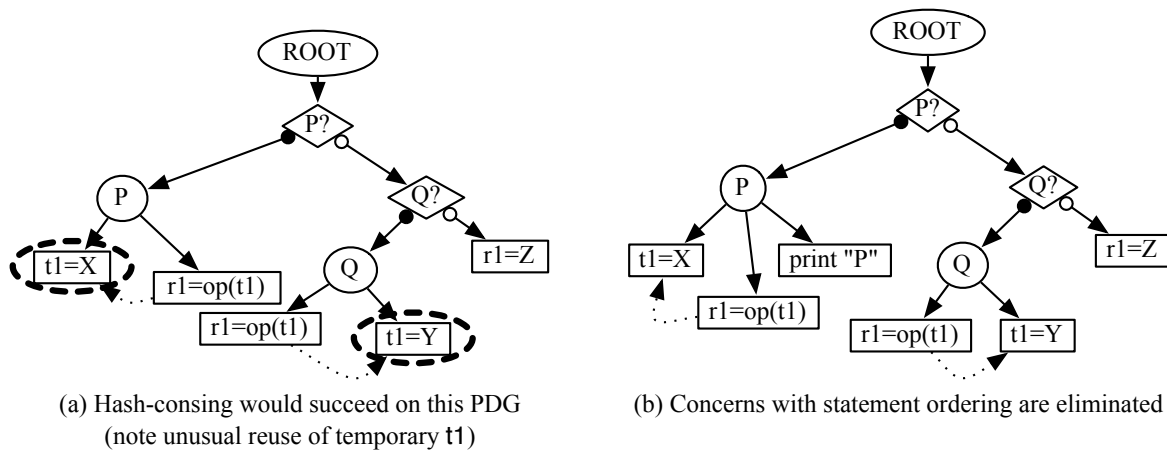 ROOT
P?
P
Q?
t1=X
r1=op(t1)
Q
r1=Z
r1=op(t1)
t1=Y
(a) Hash-consing would succeed on this PDG
(note unusual reuse of temporary t1)
ROOT
P?
P
Q?
t1=X
print "P"
r1=Z
r1=op(t1)
Q
r1=op(t1)
t1=Y
(b) Concerns with statement ordering are eliminated